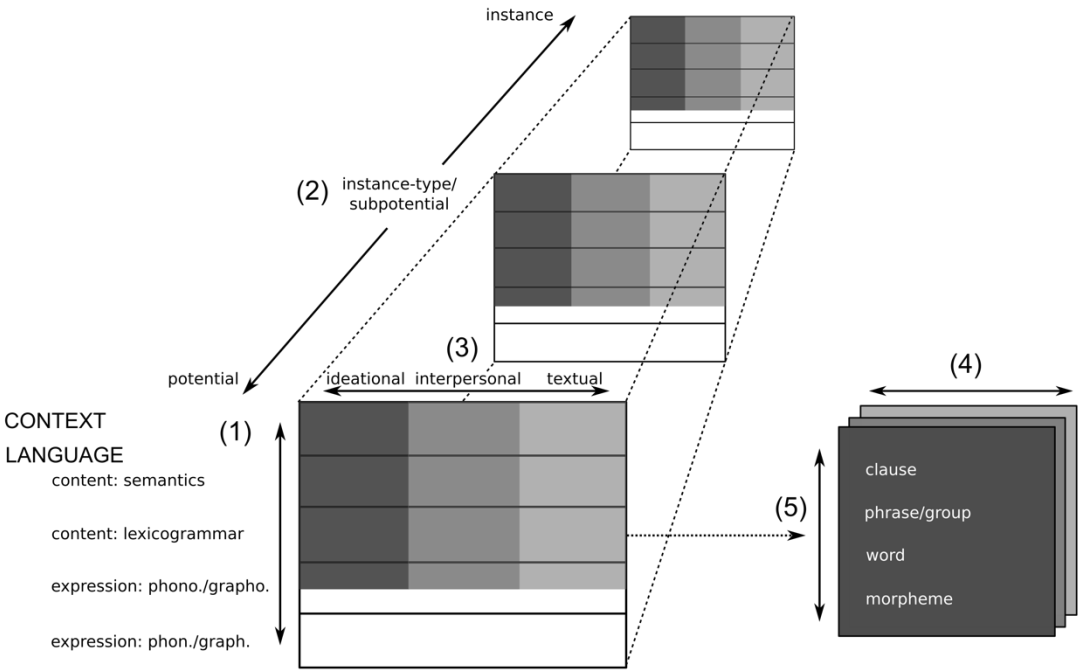 instance
(2)
instance-type/
subpotential
(3)
potential
ideational interpersonal textual
(4)
CONTEXT
(1)
LANGUAGE
content: semantics
clause
(5)
phrase/group
content: lexicogrammar
word
expression: phono./grapho.
morpheme
expression: phon./graph.